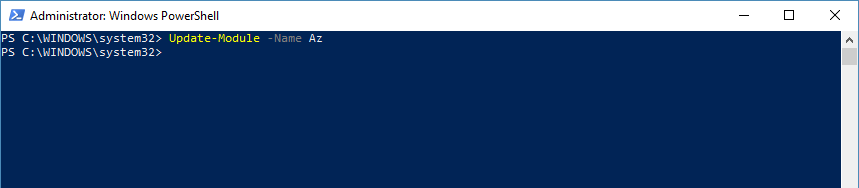 Administrator: Windows PowerShell
PS C:\WINDOWS\system32> Update-Module -Name Az
PS C:\WINDOWS\system32>